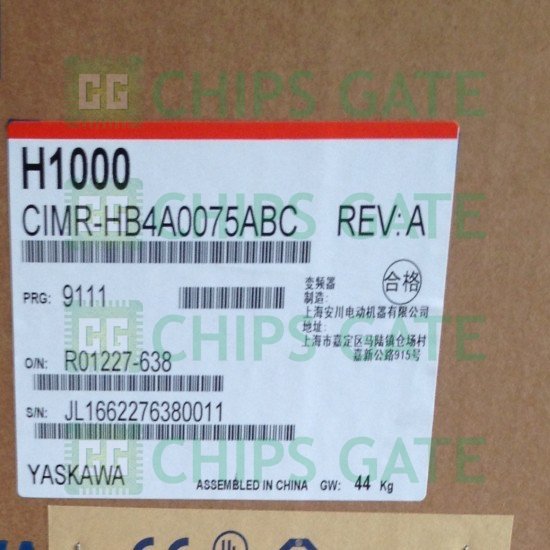 CHIPS GATE
H1000
CIMR-HB4A0075ABC REV: A
PRG: 9111
变频器
合格
制造:
上海安川电动机器有限公司
地址:
上海市嘉定区马陆镇仓场村
嘉新公路915号
CHIPS GATE
CHIPS GATE
O/N: R01227-638
S/N: JL1662276380011
CHIPS GATE
YASKAWA ASSEMBLED IN CHINA GW: 44 Kg